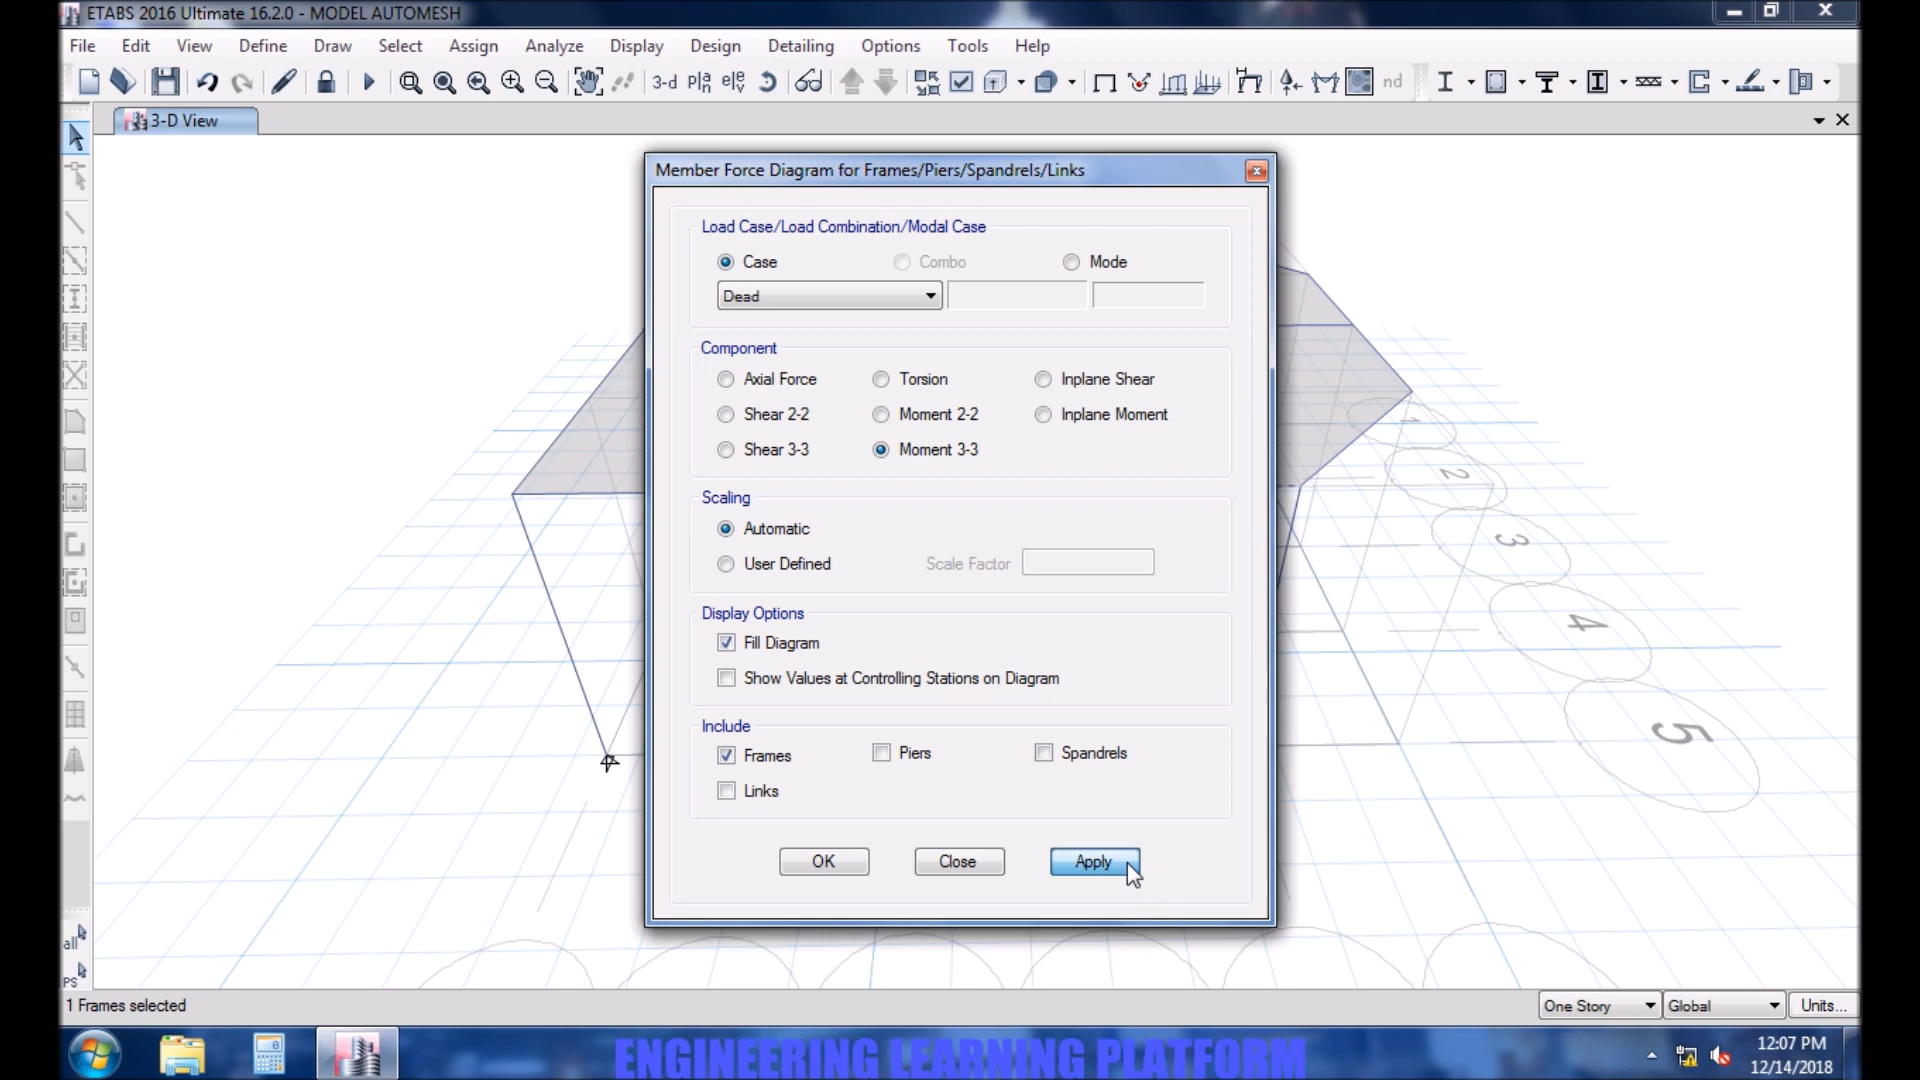 ETABS 2016 Ultimate 16.2.0 - MODEL AUTOMESH
File Edit View Define Draw Select Assign Analyze Display Design Detailing Options Tools Help
3-d nd
3-D View
Member Force Diagram for Frames/Piers/Spandrels/Links
Load Case/Load Combination/Modal Case
Case Combo Mode
Dead
Component
Axial Force Torsion Inplane Shear
Shear 2-2 Moment 2-2 Inplane Moment
Shear 3-3 Moment 3-3
Scaling
Automatic
User Defined Scale Factor
Display Options
Fill Diagram
Show Values at Controlling Stations on Diagram
Include
Frames Piers Spandrels
Links
OK Close Apply
1
2
3
4
5
all
PS
1 Frames selected
One Story Global Units...
12:07 PM
12/14/2018
ENGINEERING LEARNING PLATFORM